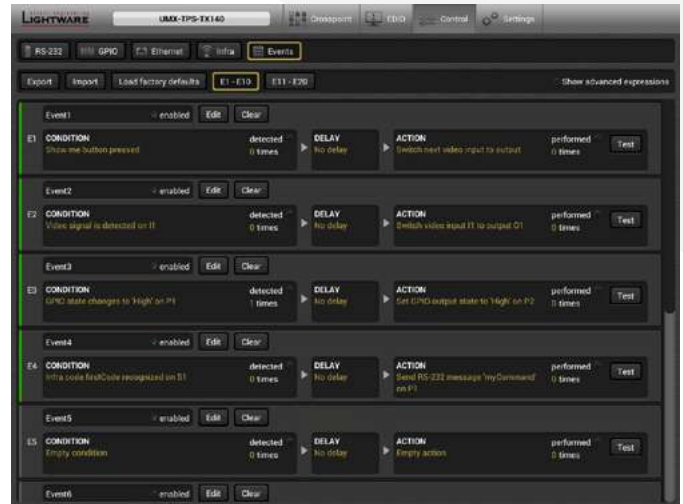 LIGHTWARE UMX-TPS-TX140 Crosspoint EDID Control Settings
RS-232 GPIO Ethernet Infra Events
Export Import Load factory defaults E1 - E10 E11 - E20 Show advanced expressions
Event1 enabled Edit Clear
E1 CONDITION detected DELAY ACTION performed Test
Show me button pressed 0 times No delay Switch next video input to output 0 times
Event2 enabled Edit Clear
E2 CONDITION detected DELAY ACTION performed Test
Video signal is detected on I1 0 times No delay Switch video input I1 to output O1 0 times
Event3 enabled Edit Clear
E3 CONDITION detected DELAY ACTION performed Test
GPIO state changes to 'High' on P1 1 times No delay Set GPIO output state to 'High' on P2 0 times
Event4 enabled Edit Clear
E4 CONDITION detected DELAY ACTION performed Test
Infra code firstCode recognized on S1 0 times No delay Send RS-232 message 'myCommand' 0 times
on P1
Event5 enabled Edit Clear
E5 CONDITION detected DELAY ACTION performed Test
Empty condition 0 times No delay Empty action 0 times
Event6 enabled Edit Clear